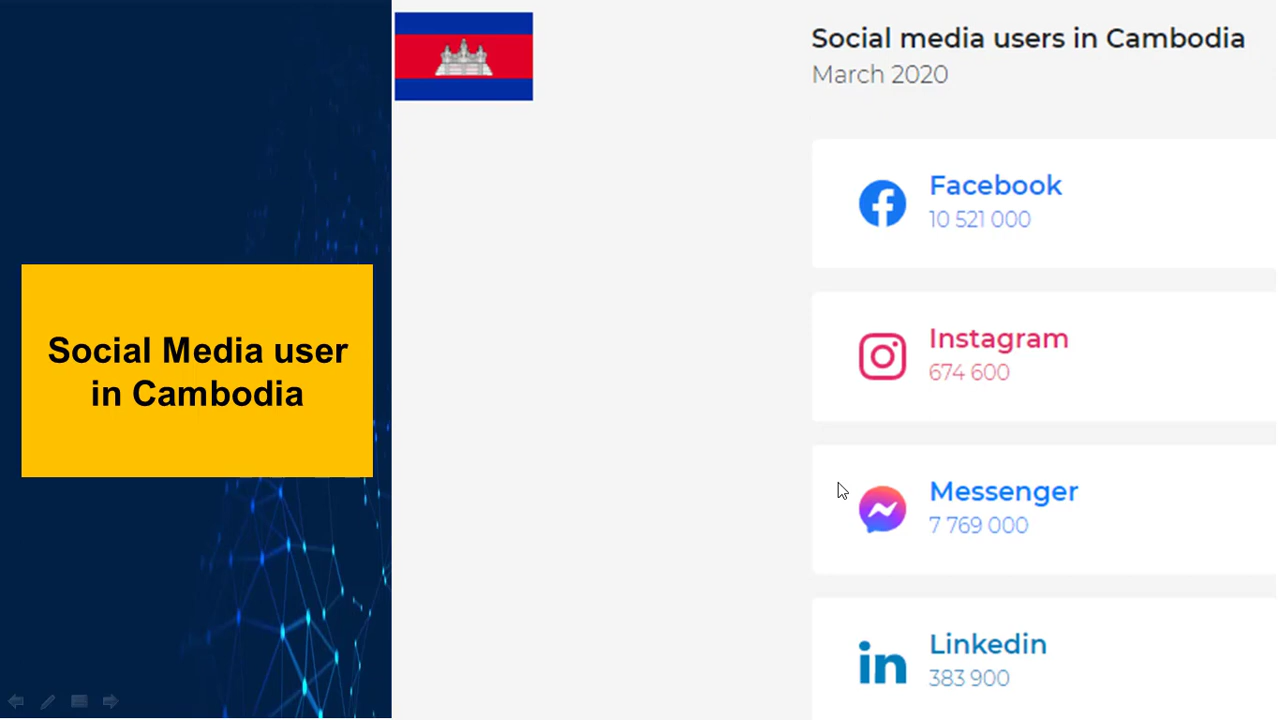 Social Media user
in Cambodia
Social media users in Cambodia
March 2020
Facebook
10 521 000
Instagram
674 600
Messenger
7 769 000
Linkedin
383 900